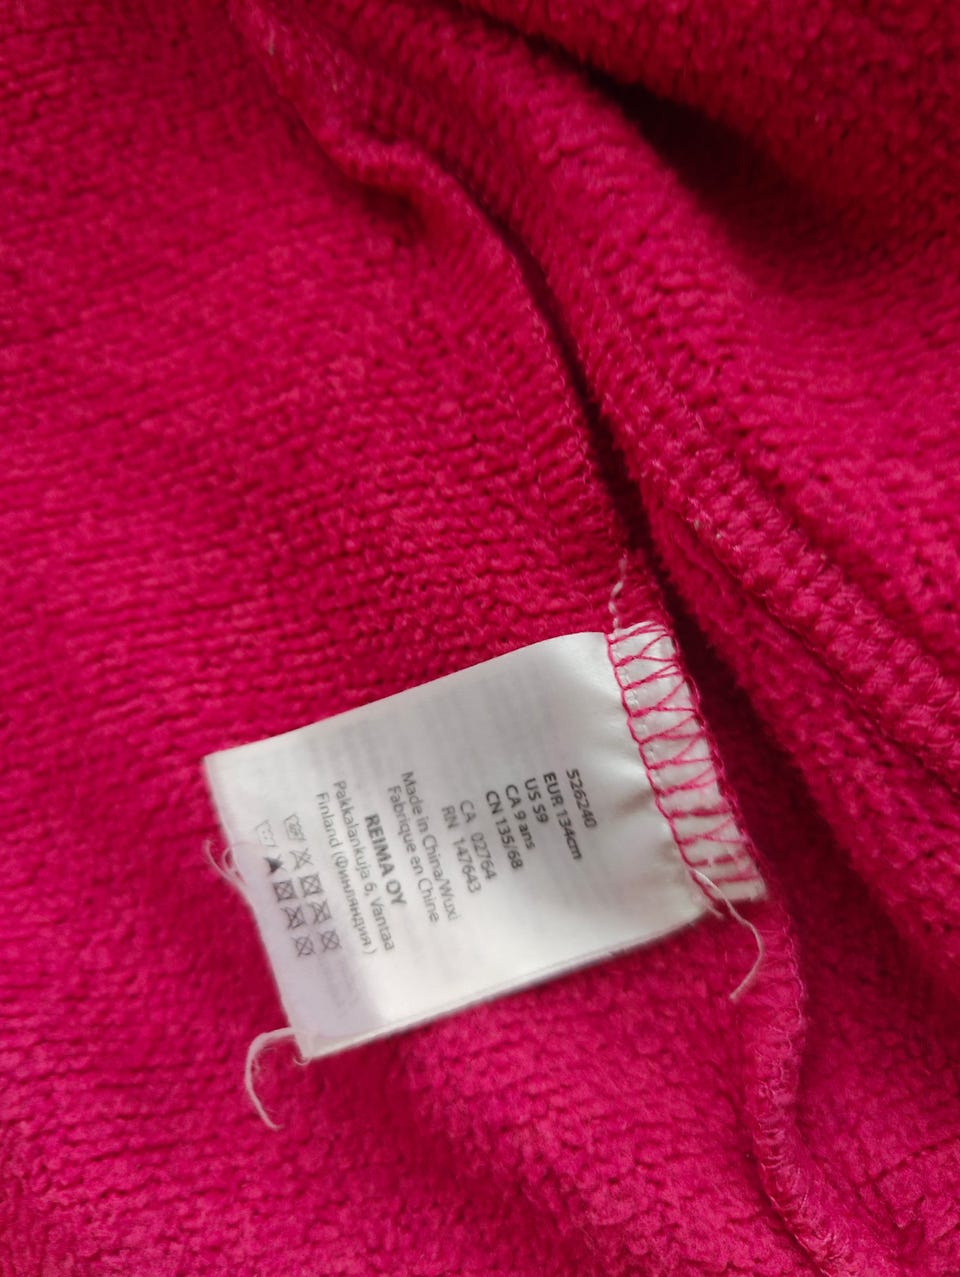 526240
EUR 134cm
US S9
CA 9 ans
CN 135/68
CA 02764
RN 147643
Made in China/Wuxi
Fabriqué en Chine
REIMA OY
Pakkalankuja 6, Vantaa
Finland (Финляндия)